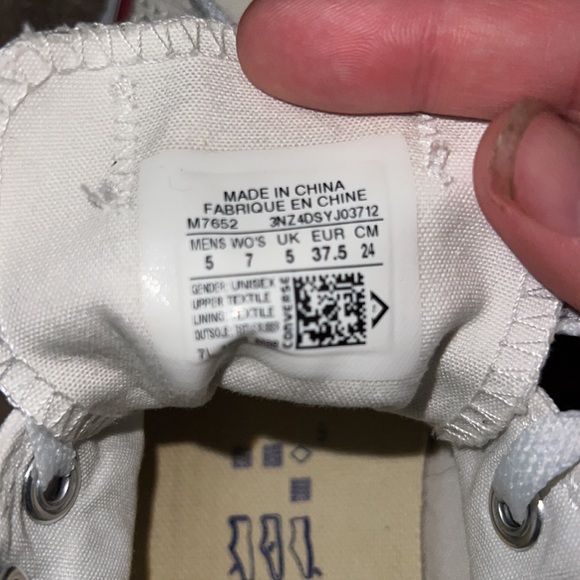 MADE IN CHINA
FABRIQUE EN CHINE
M7652 3NZ4DSYJ03712
MENS WO'S UK EUR CM
5 7 5 37.5 24
GENDER: UNISEX
UPPER: TEXTILE
LINING: TEXTILE
OUTSOLE:
CONVERSE